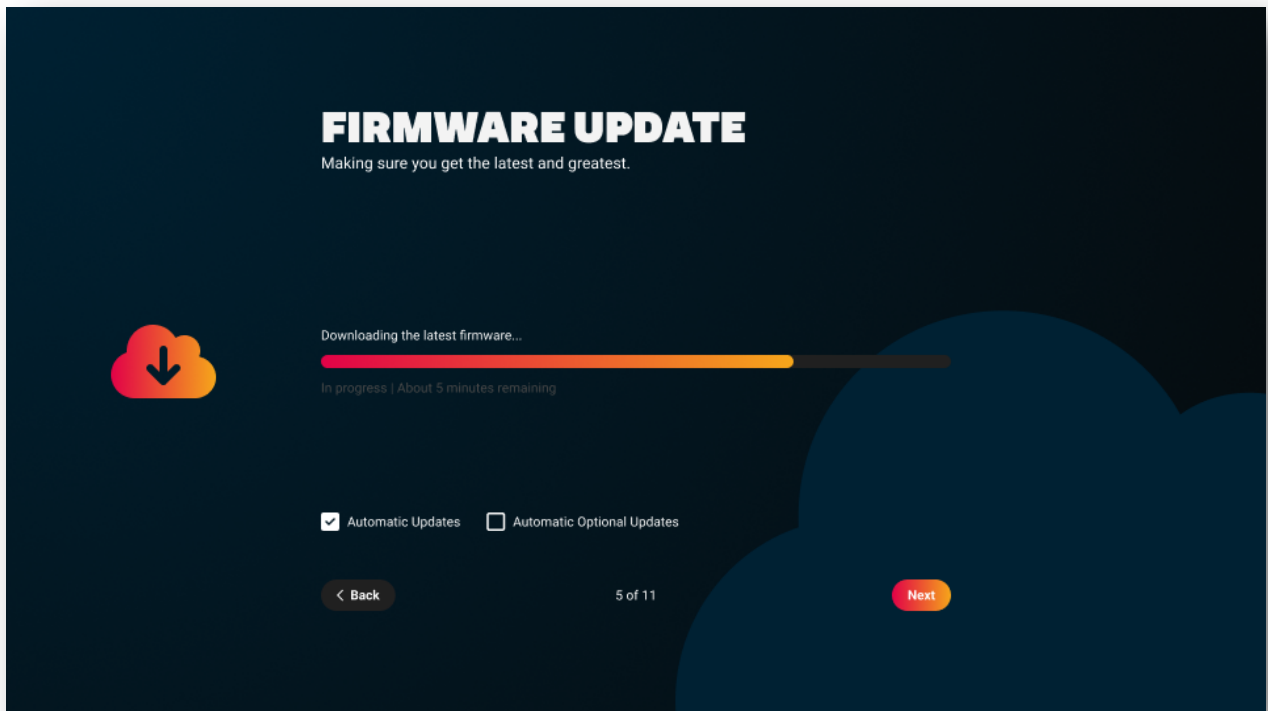 FIRMWARE UPDATE
Making sure you get the latest and greatest.
Downloading the latest firmware...
In progress | About 5 minutes remaining
Automatic Updates
Automatic Optional Updates
Back
5 of 11
Next